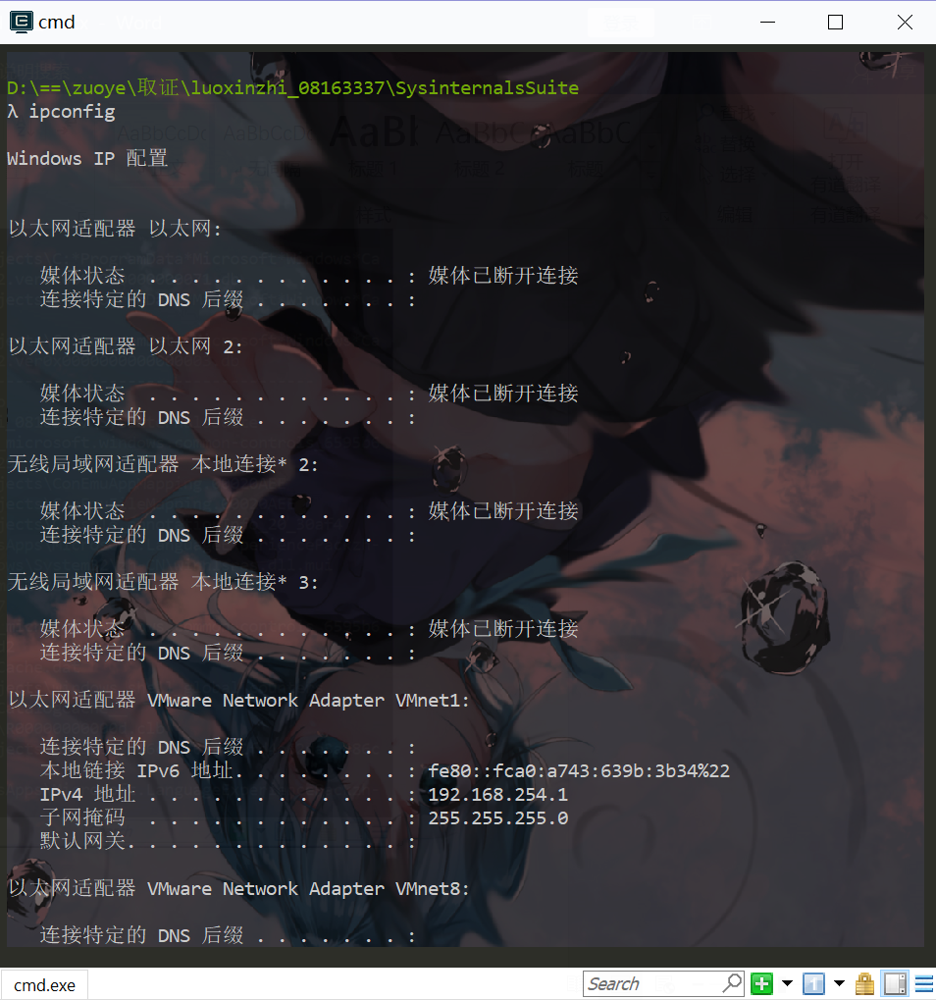 cmd
D:\==\zuoye\取证\luoxinzhi_08163337\SysinternalsSuite
λ ipconfig
Windows IP 配置
以太网适配器 以太网:
媒体状态 . . . . . . . . . . . . : 媒体已断开连接
连接特定的 DNS 后缀 . . . . . . . :
以太网适配器 以太网 2:
媒体状态 . . . . . . . . . . . . : 媒体已断开连接
连接特定的 DNS 后缀 . . . . . . . :
无线局域网适配器 本地连接* 2:
媒体状态 . . . . . . . . . . . . : 媒体已断开连接
连接特定的 DNS 后缀 . . . . . . . :
无线局域网适配器 本地连接* 3:
媒体状态 . . . . . . . . . . . . : 媒体已断开连接
连接特定的 DNS 后缀 . . . . . . . :
以太网适配器 VMware Network Adapter VMnet1:
连接特定的 DNS 后缀 . . . . . . . :
本地链接 IPv6 地址. . . . . . . . : fe80::fca0:a743:639b:3b34%22
IPv4 地址 . . . . . . . . . . . . : 192.168.254.1
子网掩码 . . . . . . . . . . . . : 255.255.255.0
默认网关. . . . . . . . . . . . . :
以太网适配器 VMware Network Adapter VMnet8:
连接特定的 DNS 后缀 . . . . . . . :
cmd.exe
Search